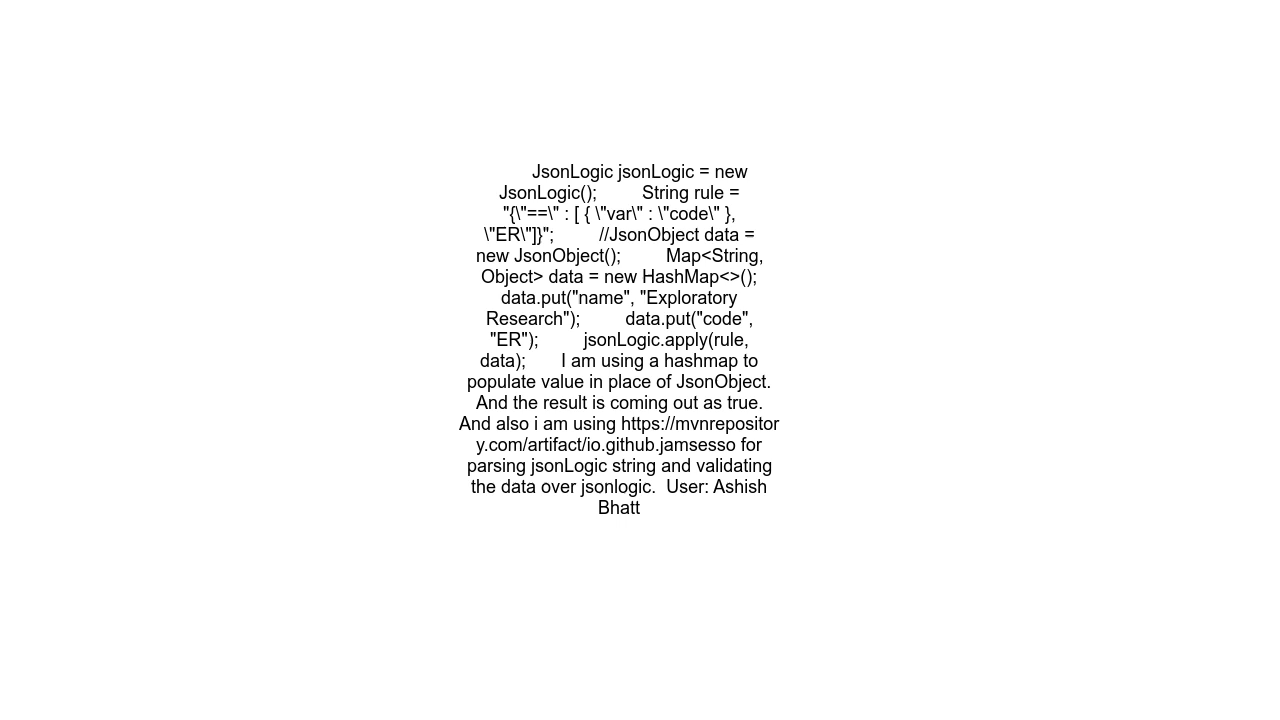 JsonLogic jsonLogic = new
JsonLogic();         String rule =
"{\"==\" : [ { \"var\" : \"code\" },
\"ER\"]}";         //JsonObject data =
new JsonObject();         Map<String,
Object> data = new HashMap<>();
data.put("name", "Exploratory
Research");         data.put("code",
"ER");         jsonLogic.apply(rule,
data);       I am using a hashmap to
populate value in place of JsonObject.
And the result is coming out as true.
And also i am using https://mvnrepositor
y.com/artifact/io.github.jamsesso for
parsing jsonLogic string and validating
the data over jsonlogic.  User: Ashish
Bhatt